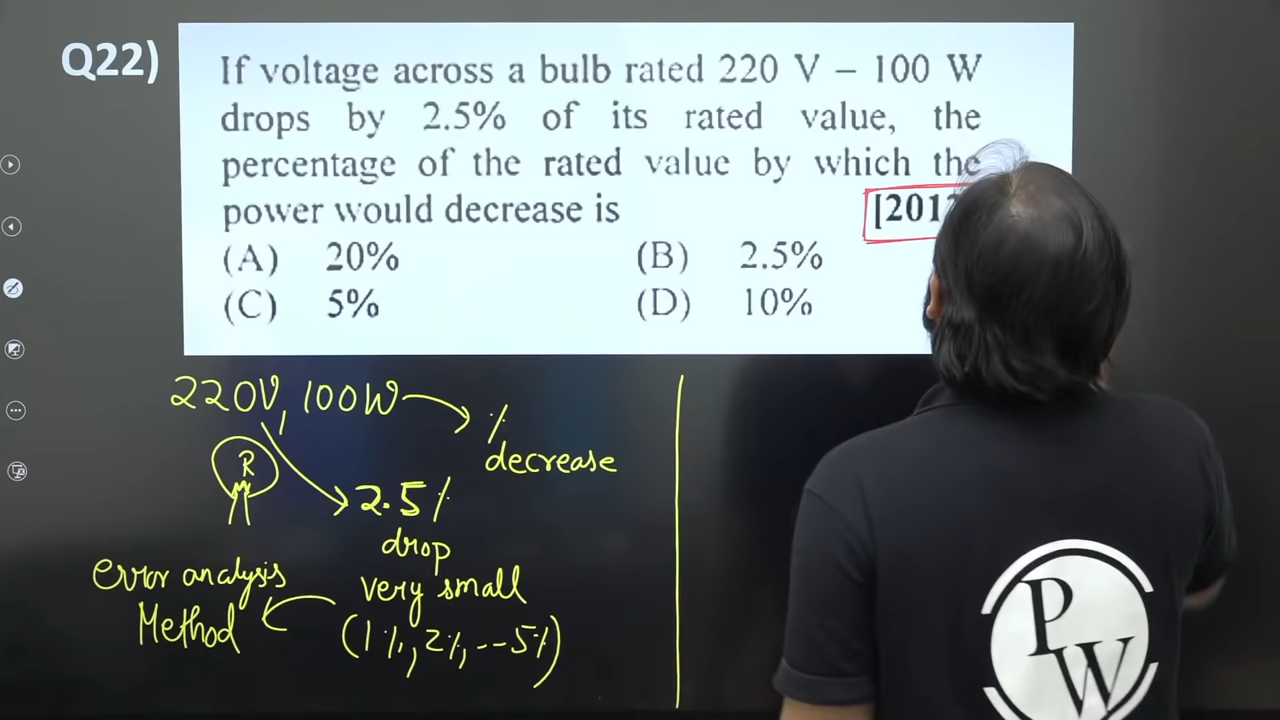 Q22)
If voltage across a bulb rated 220 V – 100 W
drops by 2.5% of its rated value, the
percentage of the rated value by which the
power would decrease is [201
(A) 20% (B) 2.5%
(C) 5% (D) 10%
220V, 100W → %
decrease
R
2.5%
drop
error analysis very small
Method (1%, 2%, --5%)
PW